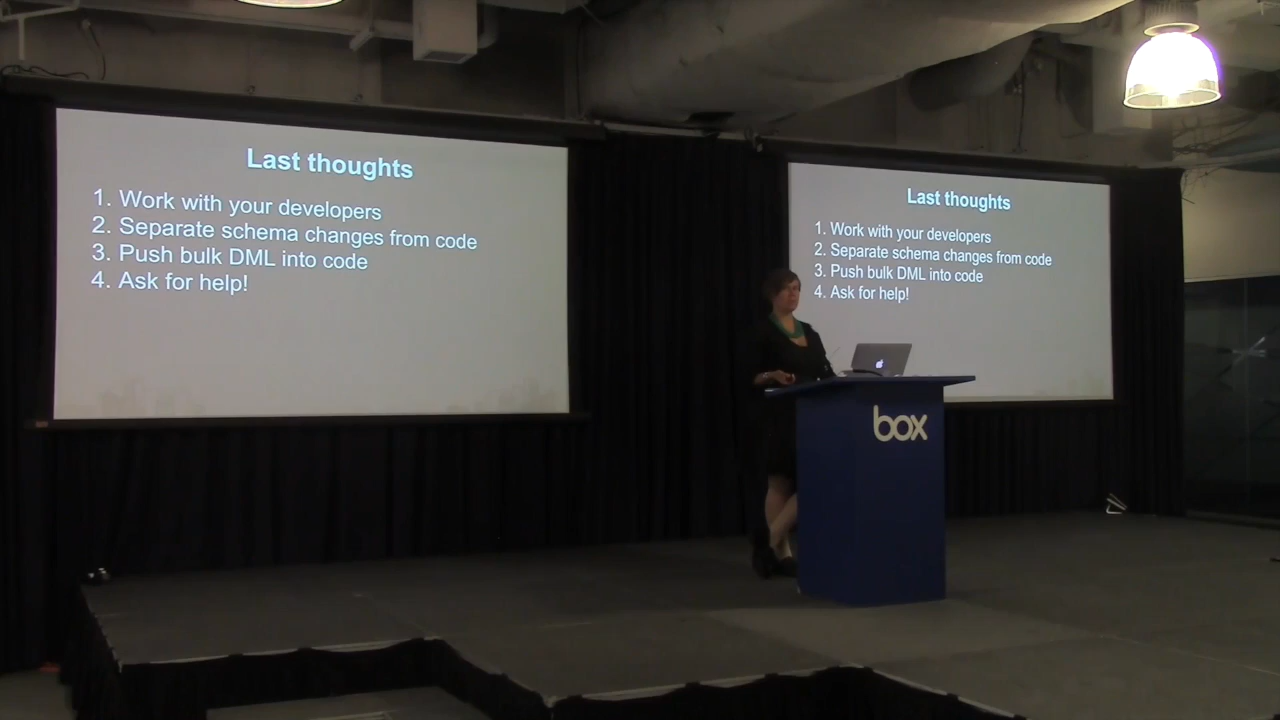 Last thoughts
1. Work with your developers
2. Separate schema changes from code
3. Push bulk DML into code
4. Ask for help!
Last thoughts
1. Work with your developers
2. Separate schema changes from code
3. Push bulk DML into code
4. Ask for help!
box